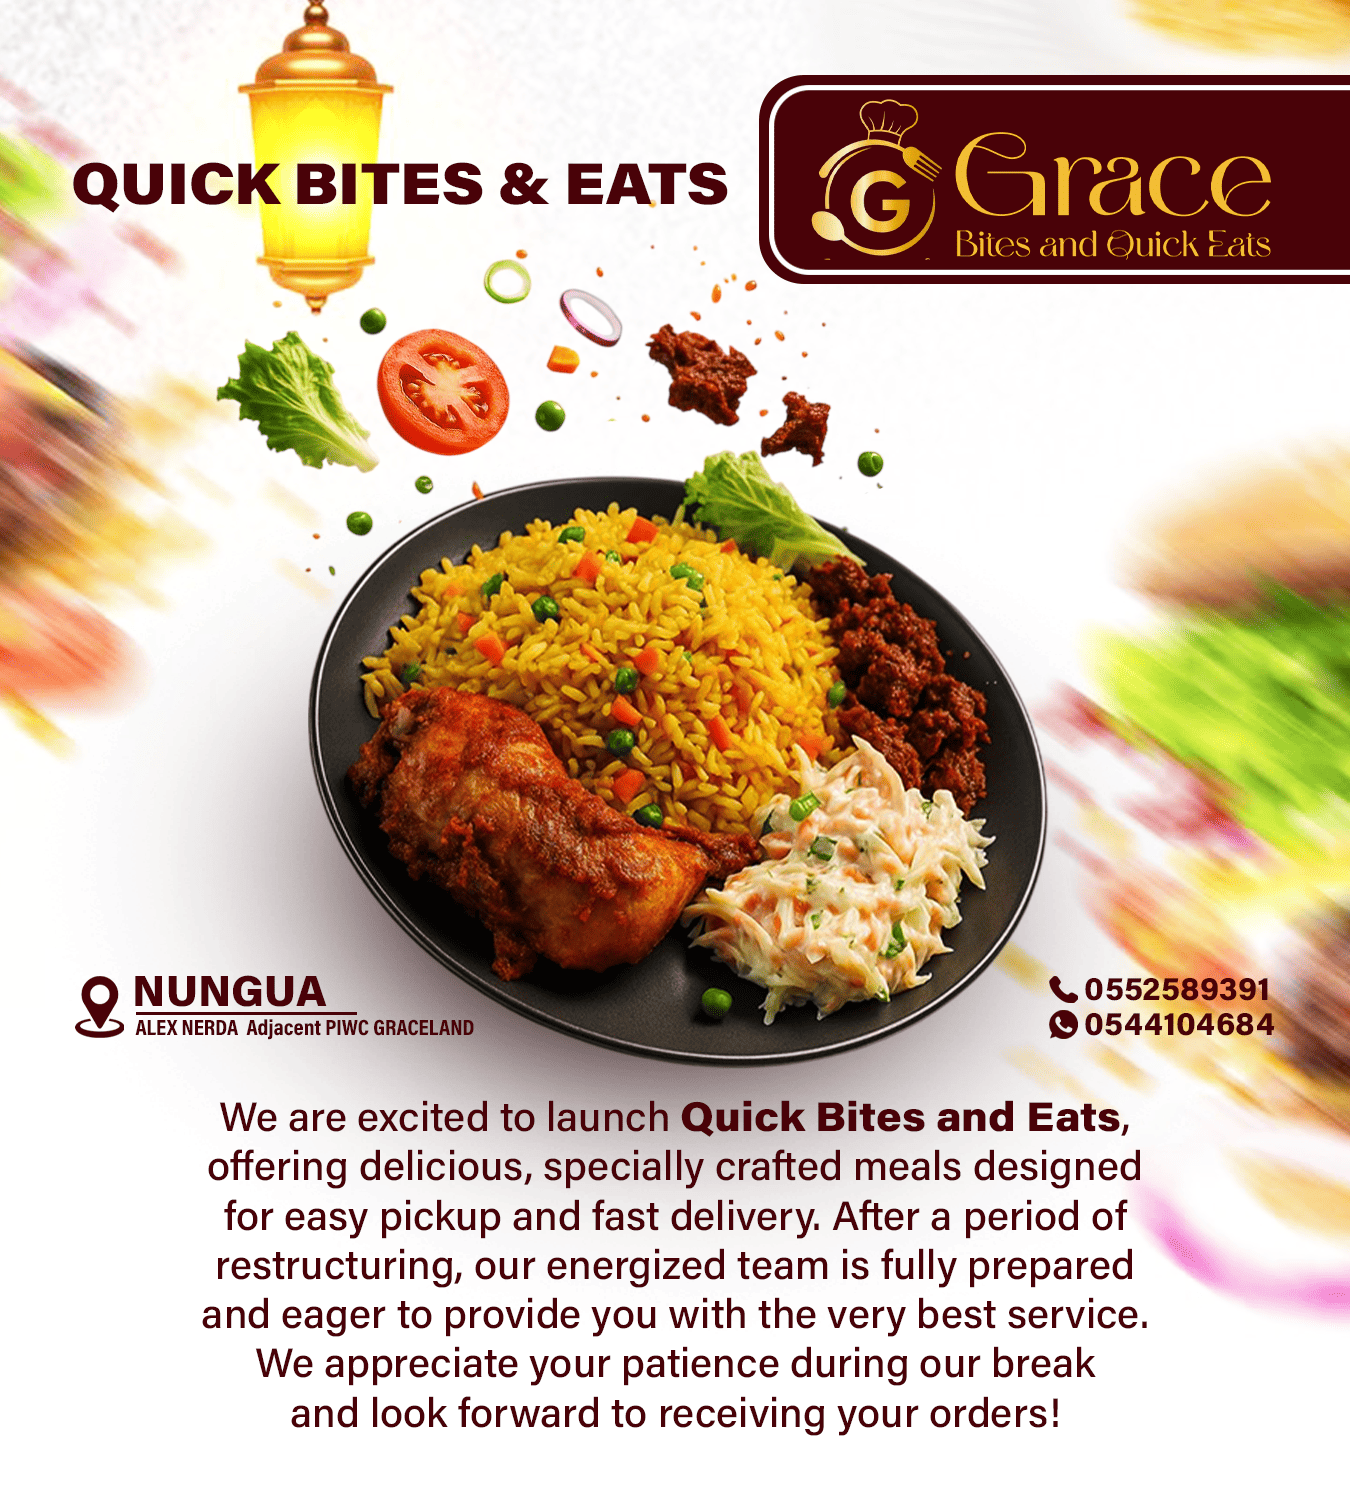 QUICK BITES & EATS
G
Grace
Bites and Quick Eats
NUNGUA
ALEX NERDA Adjacent PIWC GRACELAND
0552589391
0544104684
We are excited to launch Quick Bites and Eats,
offering delicious, specially crafted meals designed
for easy pickup and fast delivery. After a period of
restructuring, our energized team is fully prepared
and eager to provide you with the very best service.
We appreciate your patience during our break
and look forward to receiving your orders!